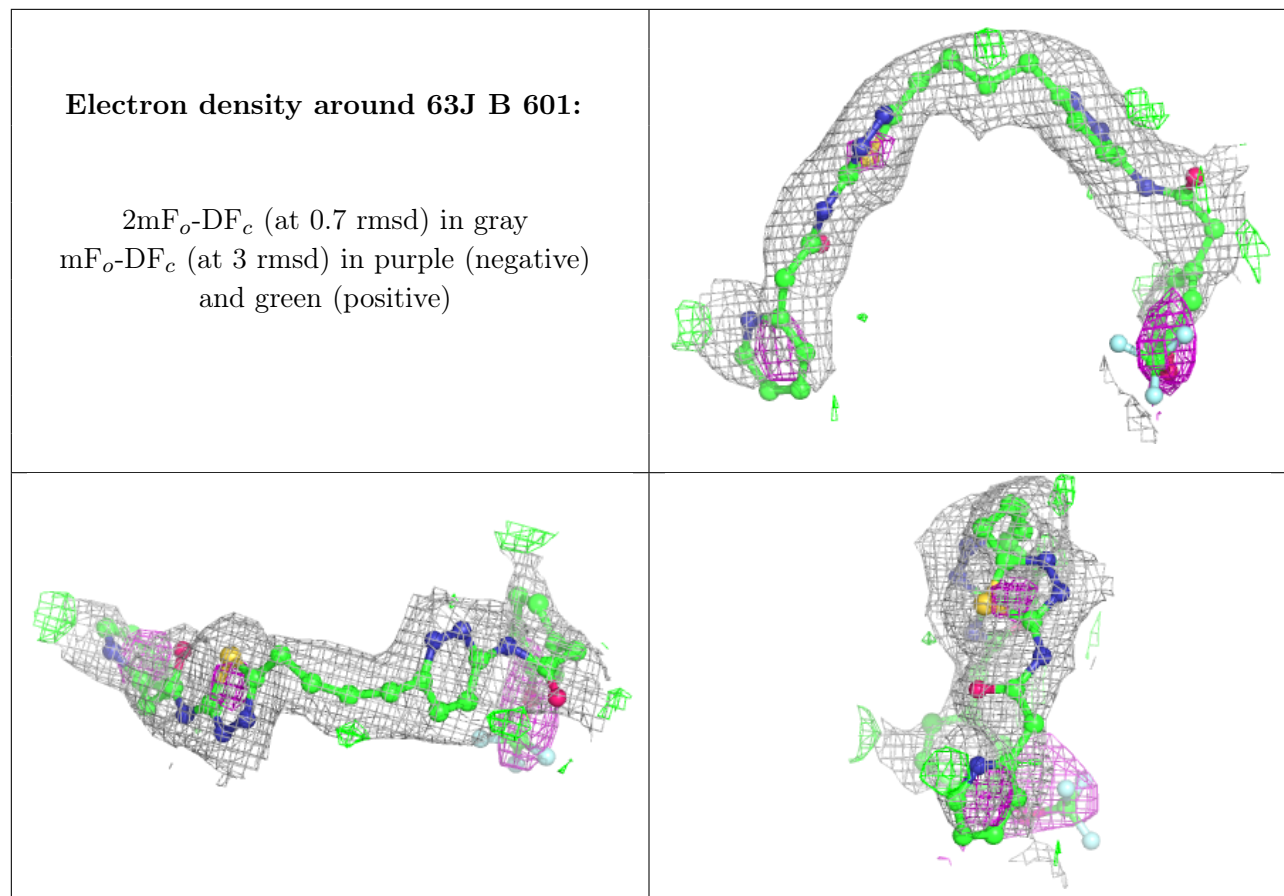 Electron density around 63J B 601:
2mFₒ-DF𝒸 (at 0.7 rmsd) in gray
mFₒ-DF𝒸 (at 3 rmsd) in purple (negative)
and green (positive)